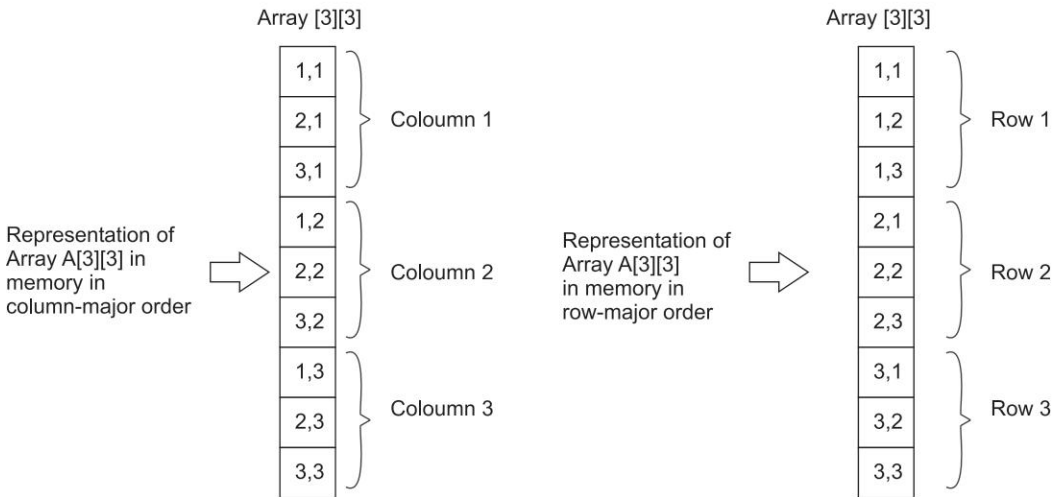 Array [3][3]
1,1
2,1
3,1
1,2
2,2
3,2
1,3
2,3
3,3
Coloumn 1
Coloumn 2
Coloumn 3
Representation of
Array A[3][3] in
memory in
column-major order
Array [3][3]
1,1
1,2
1,3
2,1
2,2
2,3
3,1
3,2
3,3
Row 1
Row 2
Row 3
Representation of
Array A[3][3]
in memory in
row-major order